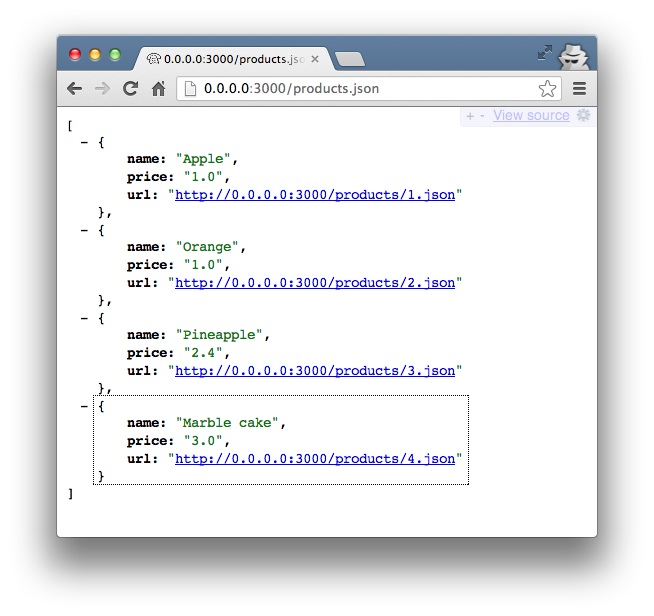 0.0.0.0:3000/products.jso
0.0.0.0:3000/products.json
+ - View source
[
- {
name: "Apple",
price: "1.0",
url: "http://0.0.0.0:3000/products/1.json"
},
- {
name: "Orange",
price: "1.0",
url: "http://0.0.0.0:3000/products/2.json"
},
- {
name: "Pineapple",
price: "2.4",
url: "http://0.0.0.0:3000/products/3.json"
},
- {
name: "Marble cake",
price: "3.0",
url: "http://0.0.0.0:3000/products/4.json"
}
]